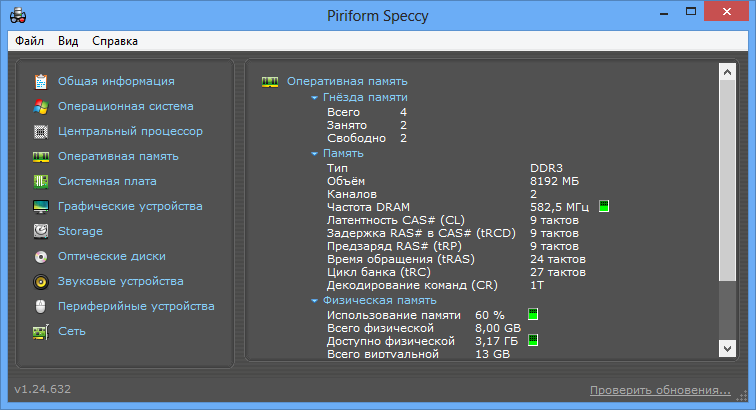 Piriform Speccy
Файл Вид Справка
Общая информация
Операционная система
Центральный процессор
Оперативная память
Системная плата
Графические устройства
Storage
Оптические диски
Звуковые устройства
Периферийные устройства
Сеть
Оперативная память
Гнёзда памяти
Всего 4
Занято 2
Свободно 2
Память
Тип DDR3
Объём 8192 МБ
Каналов 2
Частота DRAM 582,5 МГц
Латентность CAS# (CL) 9 тактов
Задержка RAS# в CAS# (tRCD) 9 тактов
Предзаряд RAS# (tRP) 9 тактов
Время обращения (tRAS) 24 тактов
Цикл банка (tRC) 27 тактов
Декодирование команд (CR) 1T
Физическая память
Использование памяти 60 %
Всего физической 8,00 GB
Доступно физической 3,17 ГБ
Всего виртуальной 13 GB
v1.24.632 Проверить обновения...